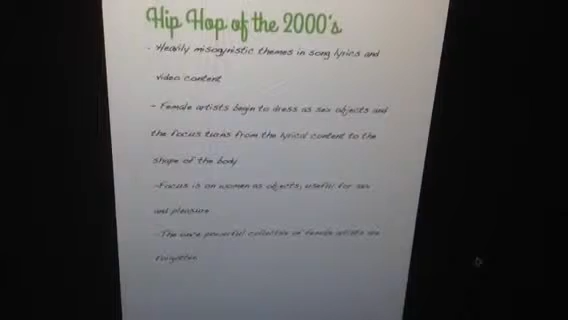 Hip Hop of the 2000's
- Heavily misogynistic themes in song lyrics and
video content
- Female artists begin to dress as sex objects and
the focus turns from the lyrical content to the
shape of the body
-Focus is on women as objects, useful for sex
and pleasure
-The once powerful collective of female artists are
forgotten